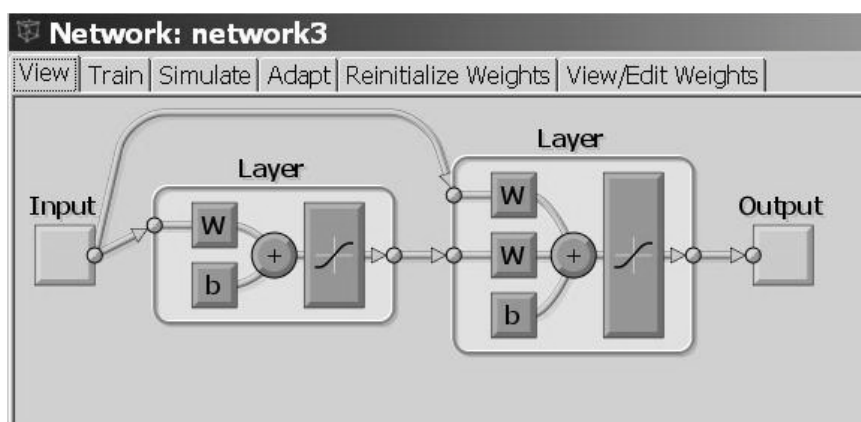 Network: network3
View Train Simulate Adapt Reinitialize Weights View/Edit Weights
Layer
Layer
Input
W
W
Output
+
W
+
b
b